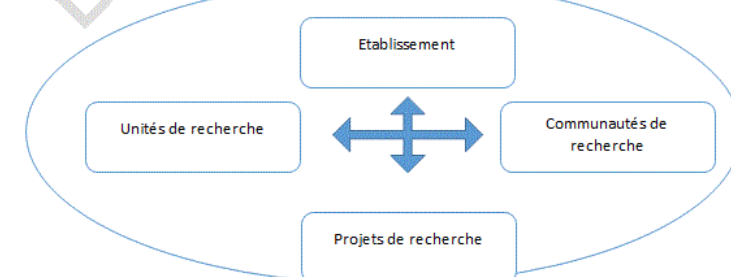 Etablissement
Unités de recherche
Communautés de
recherche
Projets de recherche